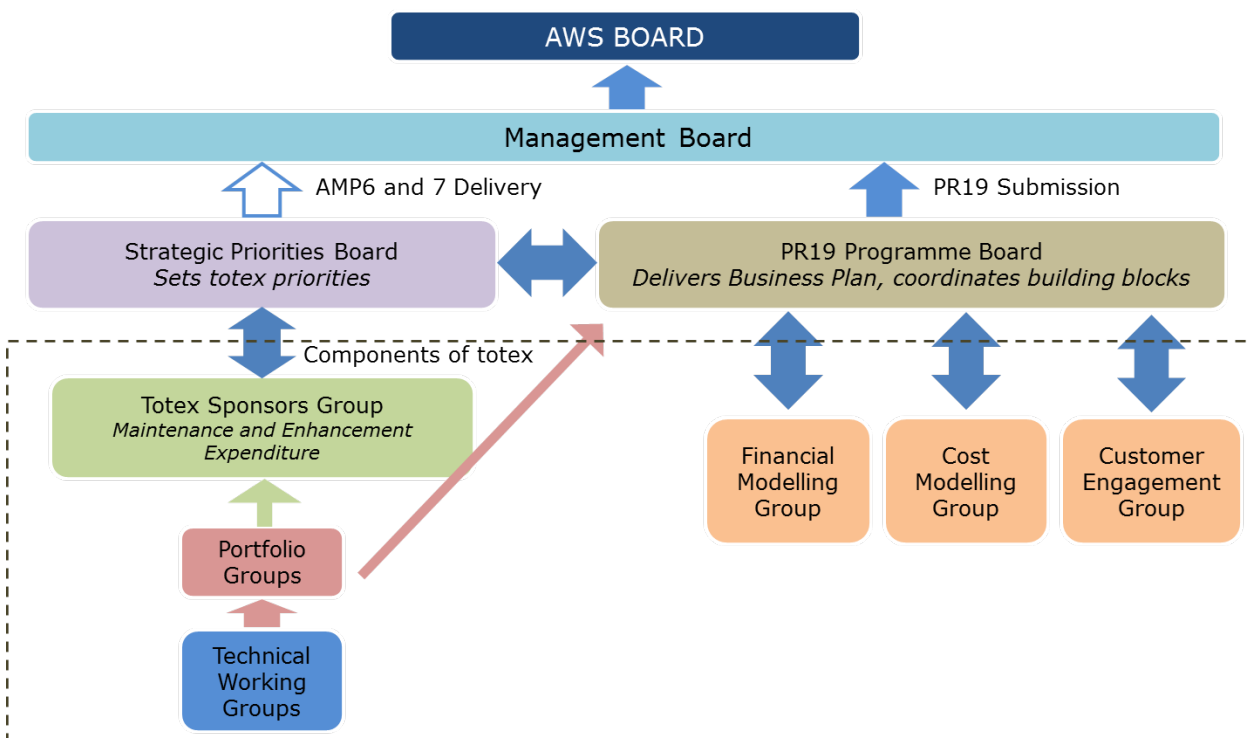 AWS BOARD
Management Board
AMP6 and 7 Delivery
PR19 Submission
Strategic Priorities Board
Sets totex priorities
PR19 Programme Board
Delivers Business Plan, coordinates building blocks
Components of totex
Totex Sponsors Group
Maintenance and Enhancement
Expenditure
Financial
Modelling
Group
Cost
Modelling
Group
Customer
Engagement
Group
Portfolio
Groups
Technical
Working
Groups